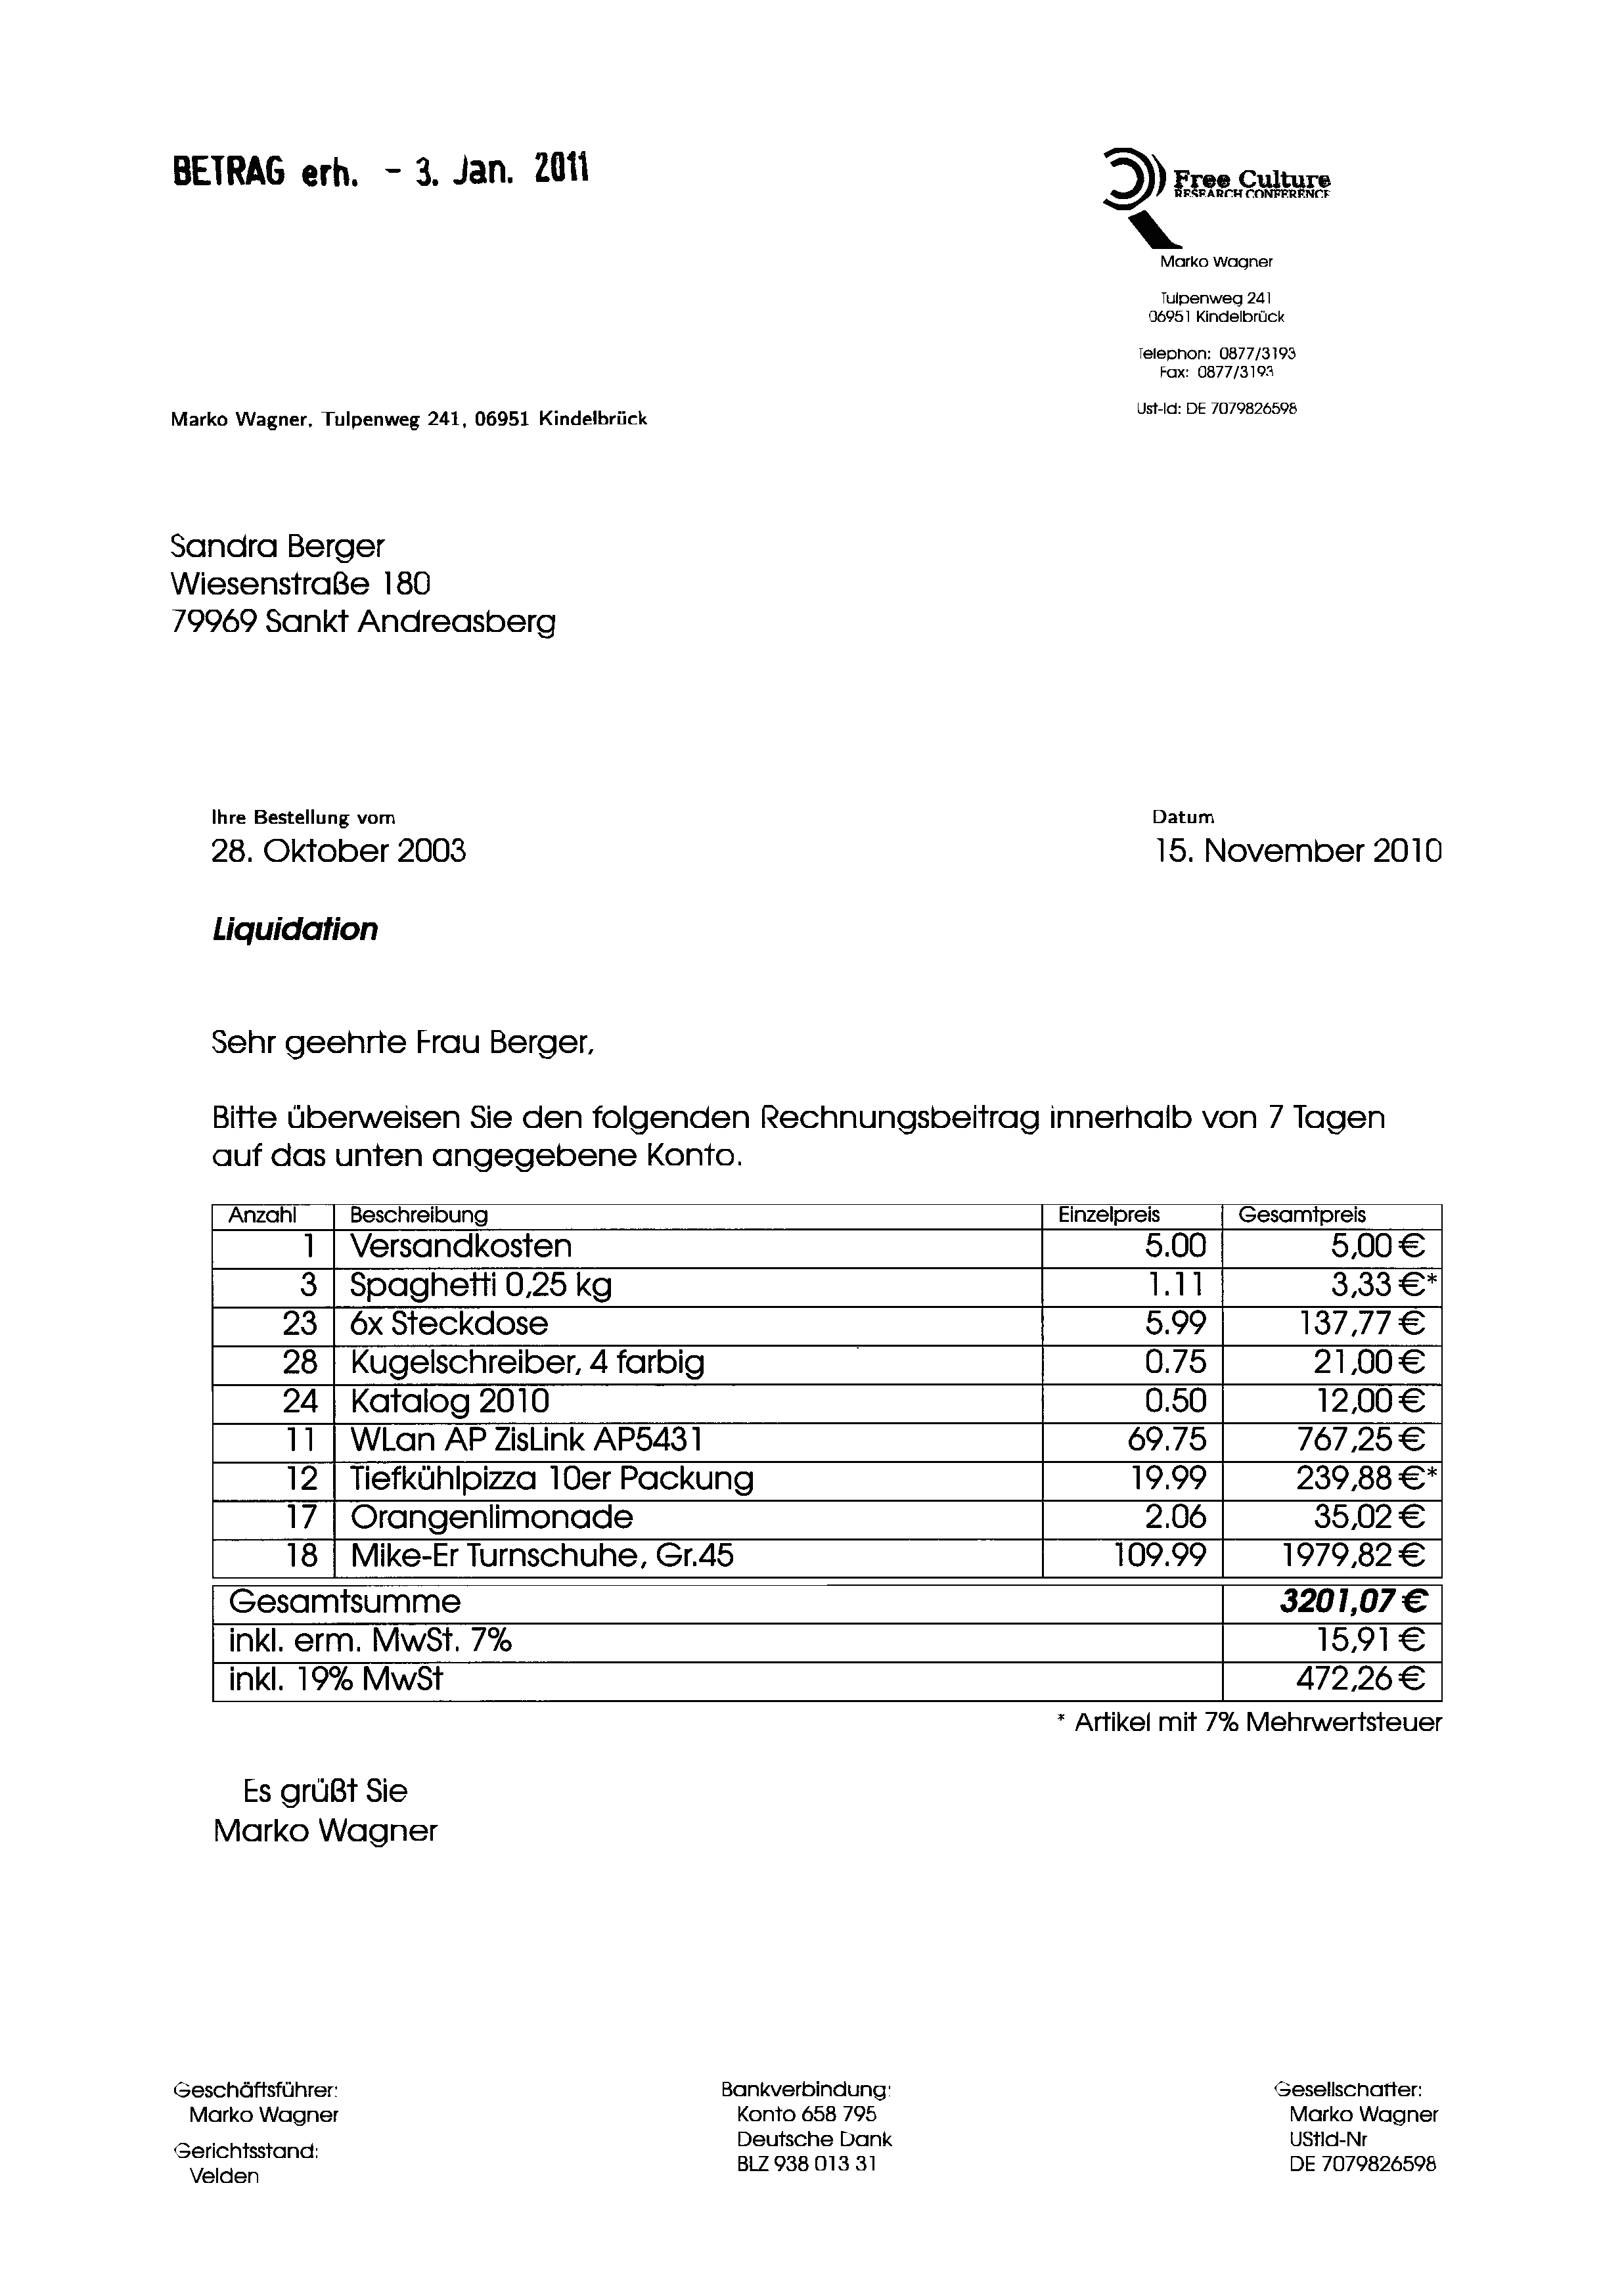 BETRAG erh. - 3. Jan. 2011
Free Culture
RESEARCH CONFERENCE
Marko Wagner
Tulpenweg 241
06951 Kindelbrück
Telephon: 0877/3193
Fax: 0877/3193
Ust-Id: DE 7079826598
Marko Wagner, Tulpenweg 241, 06951 Kindelbrück
Sandra Berger
Wiesenstraße 180
79969 Sankt Andreasberg
Ihre Bestellung vom Datum
28. Oktober 2003 15. November 2010
Liquidation
Sehr geehrte Frau Berger,
Bitte überweisen Sie den folgenden Rechnungsbeitrag innerhalb von 7 Tagen
auf das unten angegebene Konto.
Anzahl Beschreibung Einzelpreis Gesamtpreis
1 Versandkosten 5.00 5,00 €
3 Spaghetti 0,25 kg 1.11 3,33 €*
23 6x Steckdose 5.99 137,77 €
28 Kugelschreiber, 4 farbig 0.75 21,00 €
24 Katalog 2010 0.50 12,00 €
11 WLan AP ZisLink AP5431 69.75 767,25 €
12 Tiefkühlpizza 10er Packung 19.99 239,88 €*
17 Orangenlimonade 2.06 35,02 €
18 Mike-Er Turnschuhe, Gr.45 109.99 1979,82 €
Gesamtsumme 3201,07 €
inkl. erm. MwSt. 7% 15,91 €
inkl. 19% MwSt 472,26 €
* Artikel mit 7% Mehrwertsteuer
Es grüßt Sie
Marko Wagner
Geschäftsführer: Bankverbindung: Gesellschafter:
Marko Wagner Konto 658 795 Marko Wagner
Deutsche Dank UStId-Nr
Gerichtsstand: BLZ 938 013 31 DE 7079826598
Velden